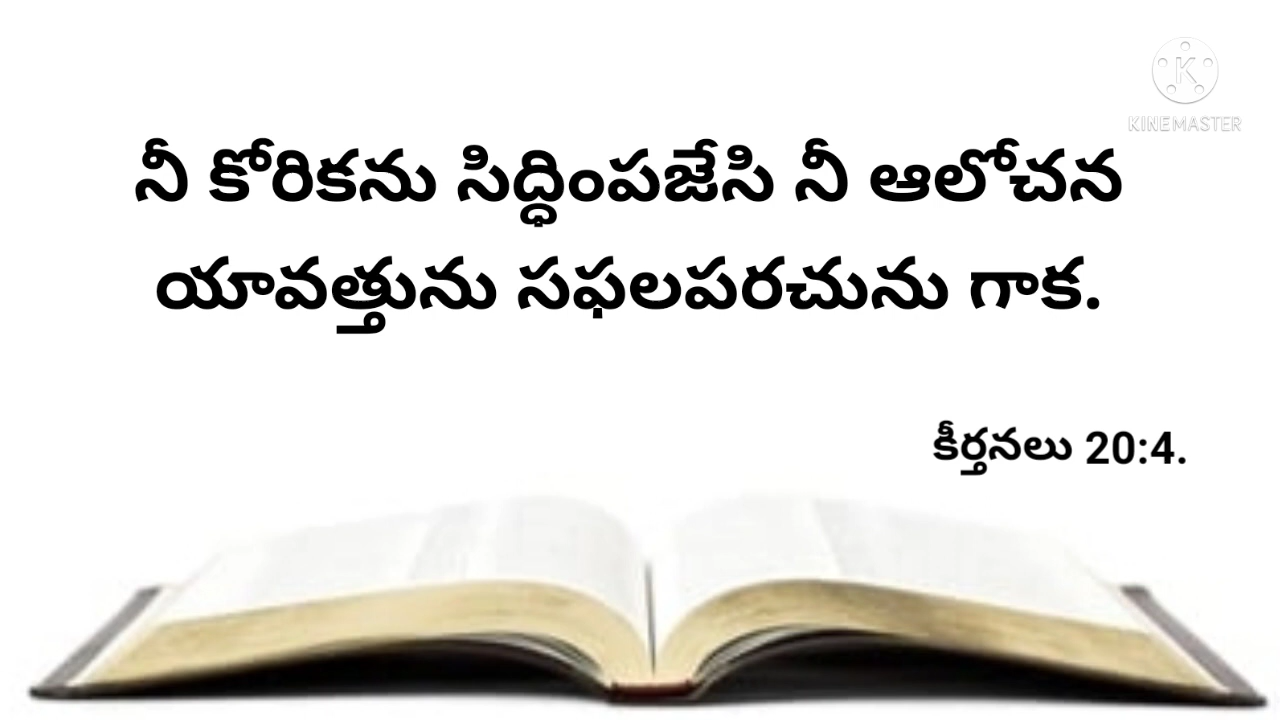 KINEMASTER
నీ కోరికను సిద్ధింపజేసి నీ ఆలోచన
యావత్తును సఫలపరచును గాక.
కీర్తనలు 20:4.